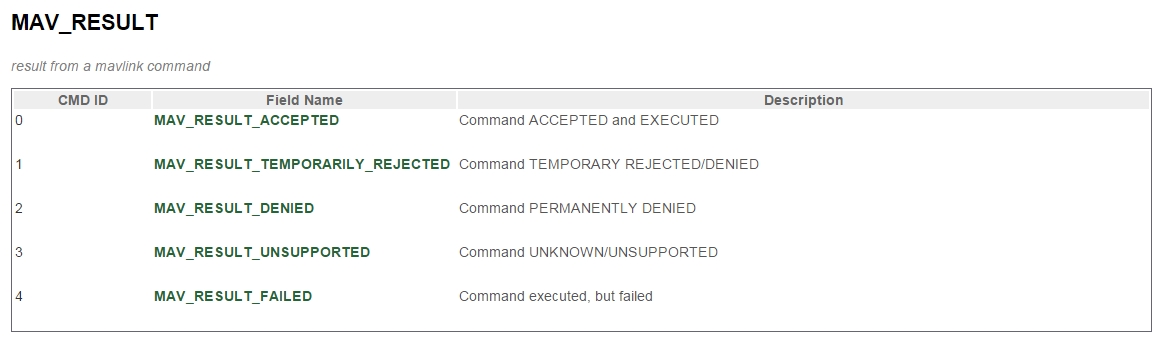 MAV_RESULT
result from a mavlink command
CMD ID Field Name Description
0 MAV_RESULT_ACCEPTED Command ACCEPTED and EXECUTED
1 MAV_RESULT_TEMPORARILY_REJECTED Command TEMPORARY REJECTED/DENIED
2 MAV_RESULT_DENIED Command PERMANENTLY DENIED
3 MAV_RESULT_UNSUPPORTED Command UNKNOWN/UNSUPPORTED
4 MAV_RESULT_FAILED Command executed, but failed